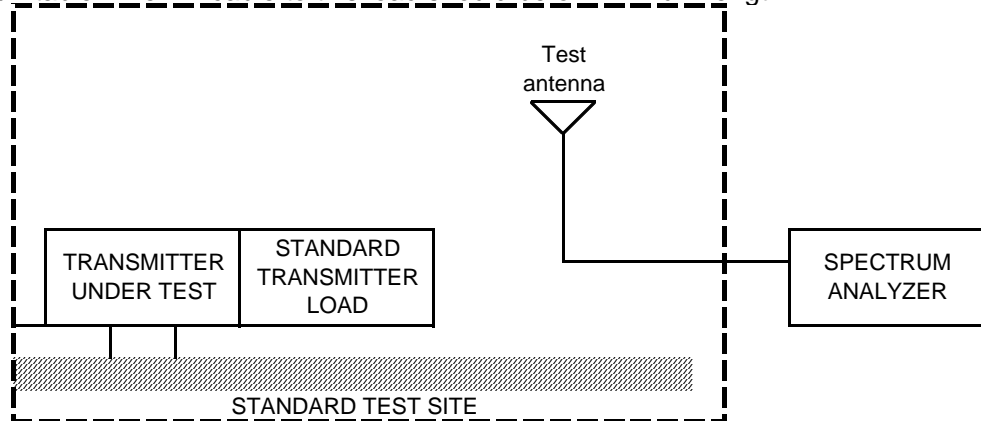 Test
antenna
TRANSMITTER
UNDER TEST
STANDARD
TRANSMITTER
LOAD
SPECTRUM
ANALYZER
STANDARD TEST SITE